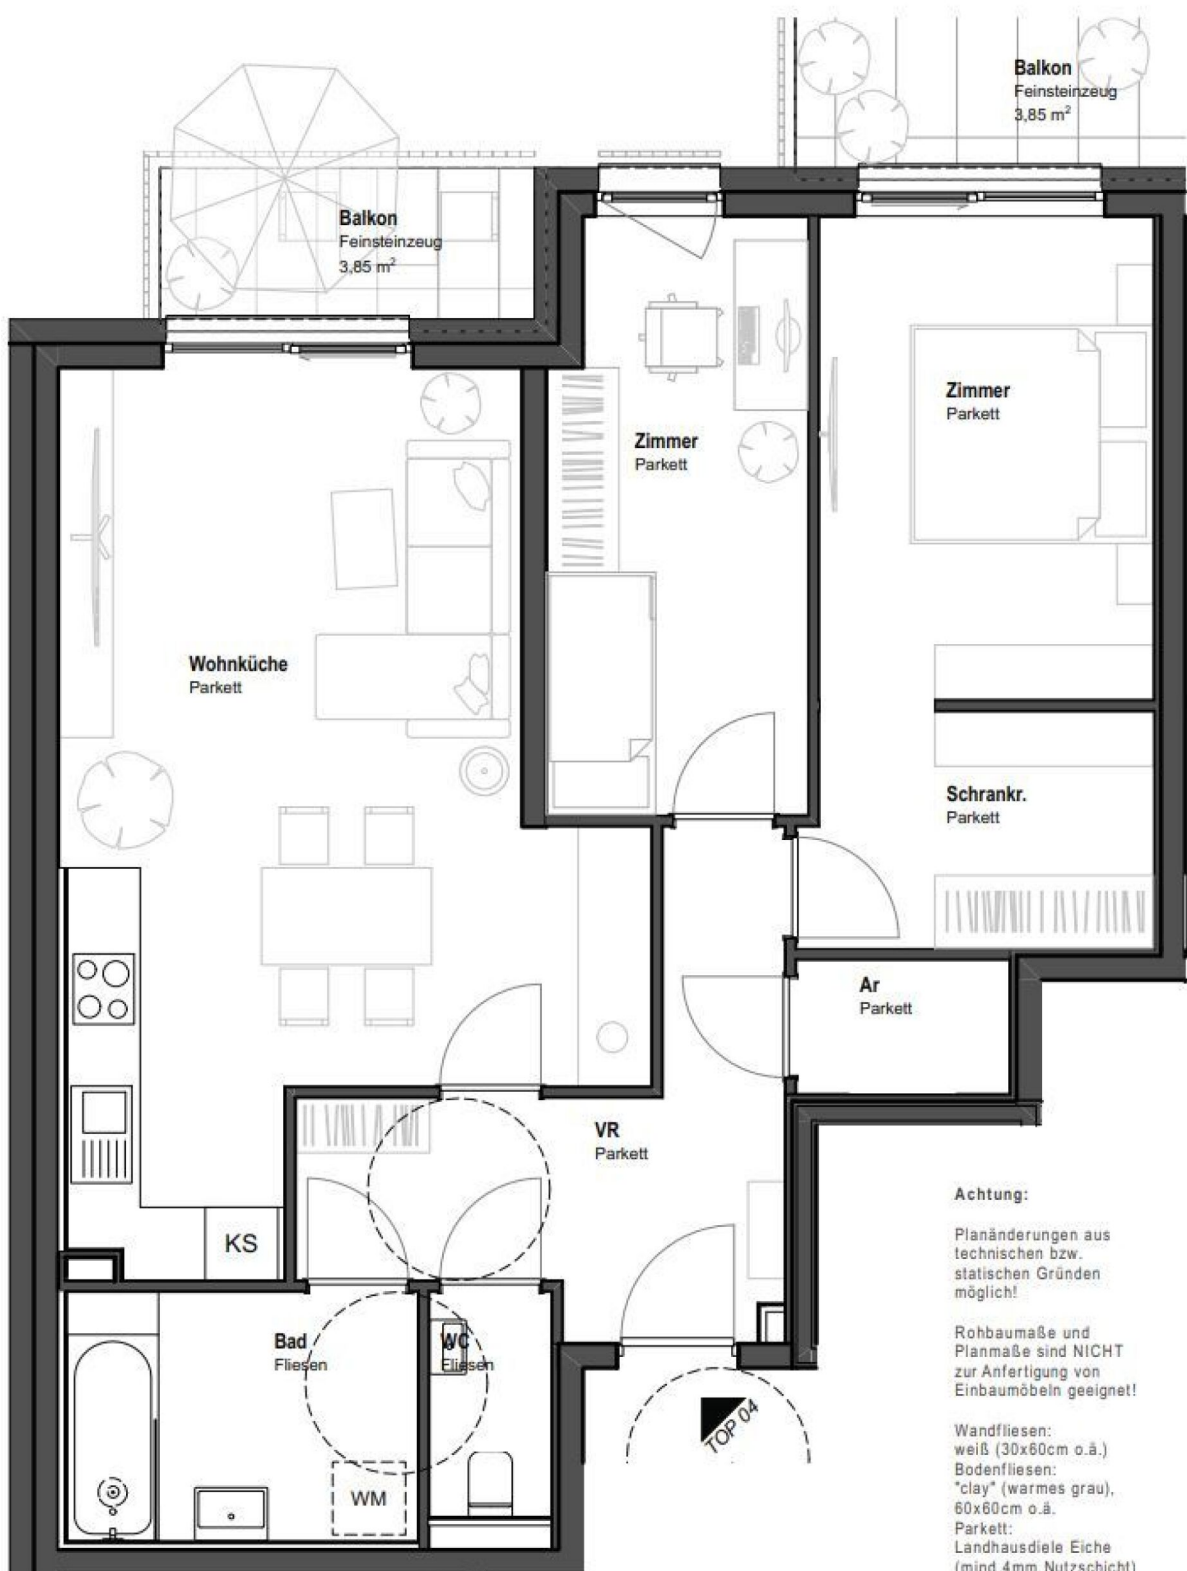 Balkon
Feinsteinzeug
3,85 m²
Balkon
Feinsteinzeug
3,85 m²
Zimmer
Parkett
Zimmer
Parkett
Wohnküche
Parkett
Schrankr.
Parkett
Ar
Parkett
VR
Parkett
KS
Bad
Fliesen
WC
Fliesen
WM
TOP 04
Achtung:
Planänderungen aus
technischen bzw.
statischen Gründen
möglich!
Rohbaumaße und
Planmaße sind NICHT
zur Anfertigung von
Einbaumöbeln geeignet!
Wandfliesen:
weiß (30x60cm o.ä.)
Bodenfliesen:
"clay" (warmes grau),
60x60cm o.ä.
Parkett:
Landhausdiele Eiche
(mind 4mm Nutzschicht)